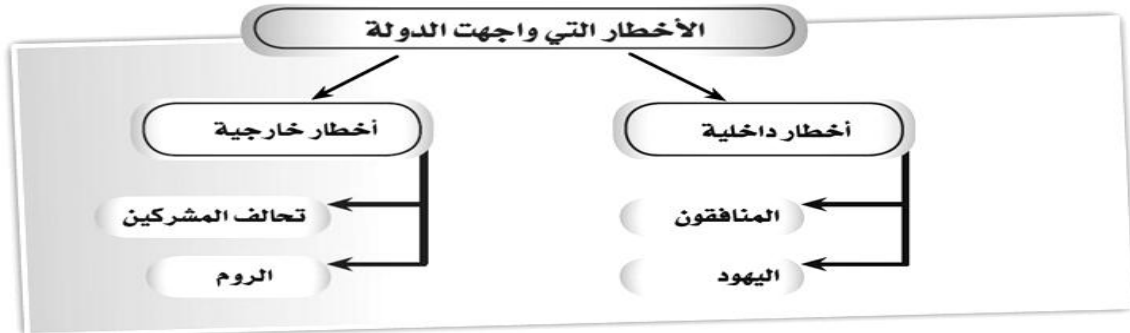 الأخطار التي واجهت الدولة
أخطار داخلية
المنافقون
اليهود
أخطار خارجية
تحالف المشركين
الروم